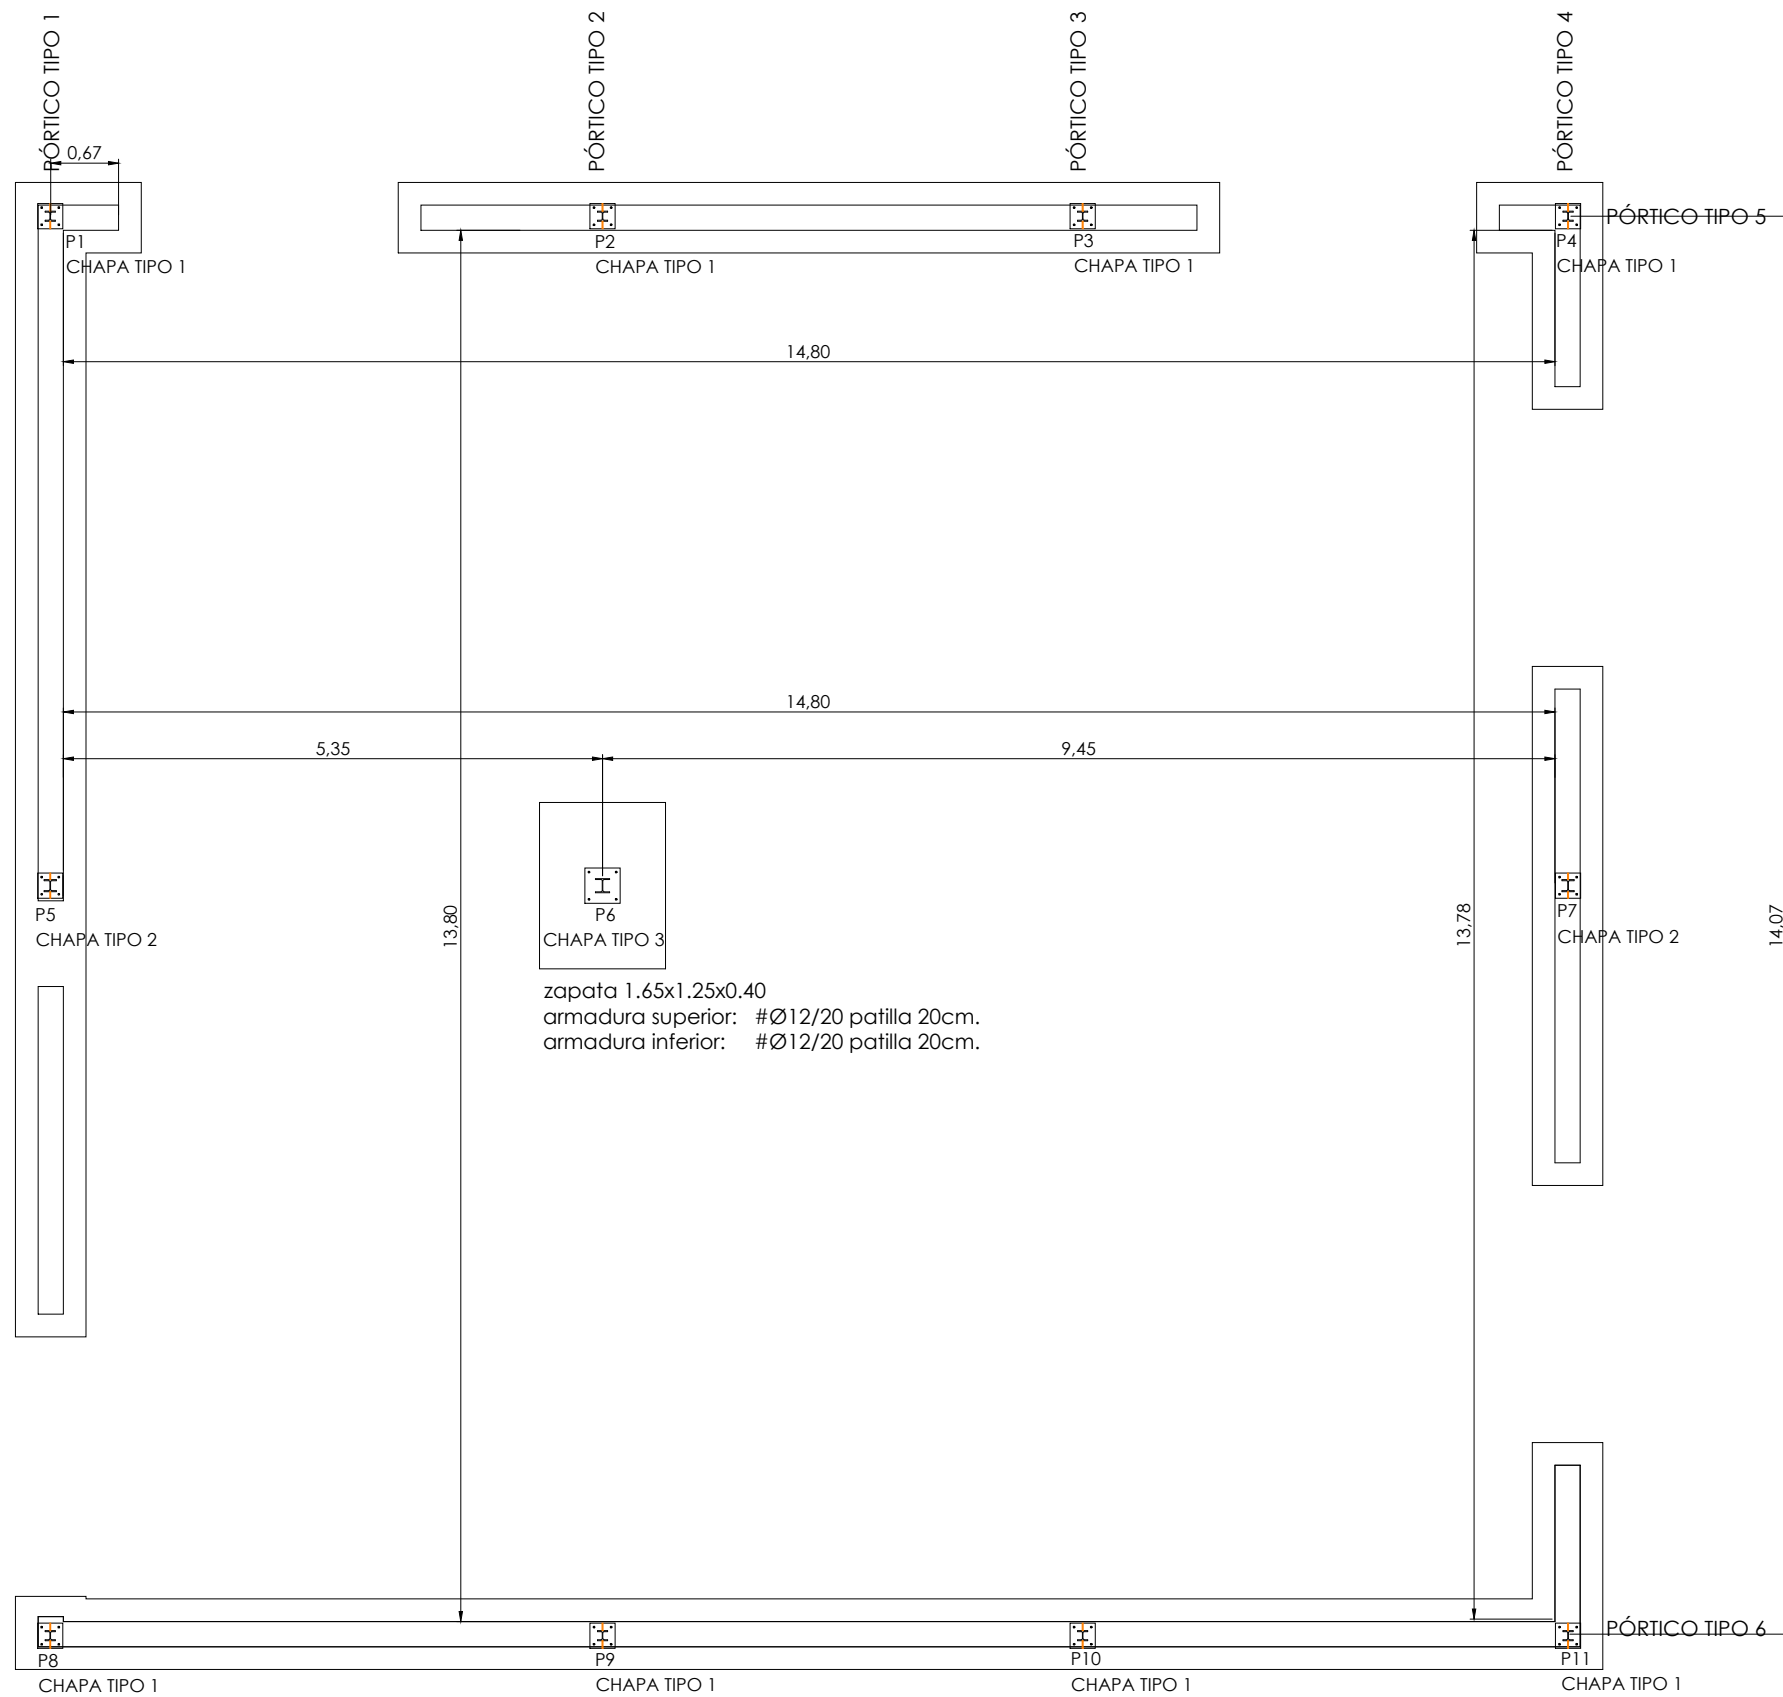 PÓRTICO TIPO 1
PÓRTICO TIPO 2
PÓRTICO TIPO 3
PÓRTICO TIPO 4
0,67
PÓRTICO TIPO 5
P1
P2
P3
P4
CHAPA TIPO 1
CHAPA TIPO 1
CHAPA TIPO 1
CHAPA TIPO 1
14,80
14,80
5,35
9,45
P5
P6
P7
CHAPA TIPO 2
CHAPA TIPO 3
CHAPA TIPO 2
13,80
13,78
14,07
zapata 1.65x1.25x0.40
armadura superior: #Ø12/20 patilla 20cm.
armadura inferior: #Ø12/20 patilla 20cm.
PÓRTICO TIPO 6
P8
P9
P10
P11
CHAPA TIPO 1
CHAPA TIPO 1
CHAPA TIPO 1
CHAPA TIPO 1